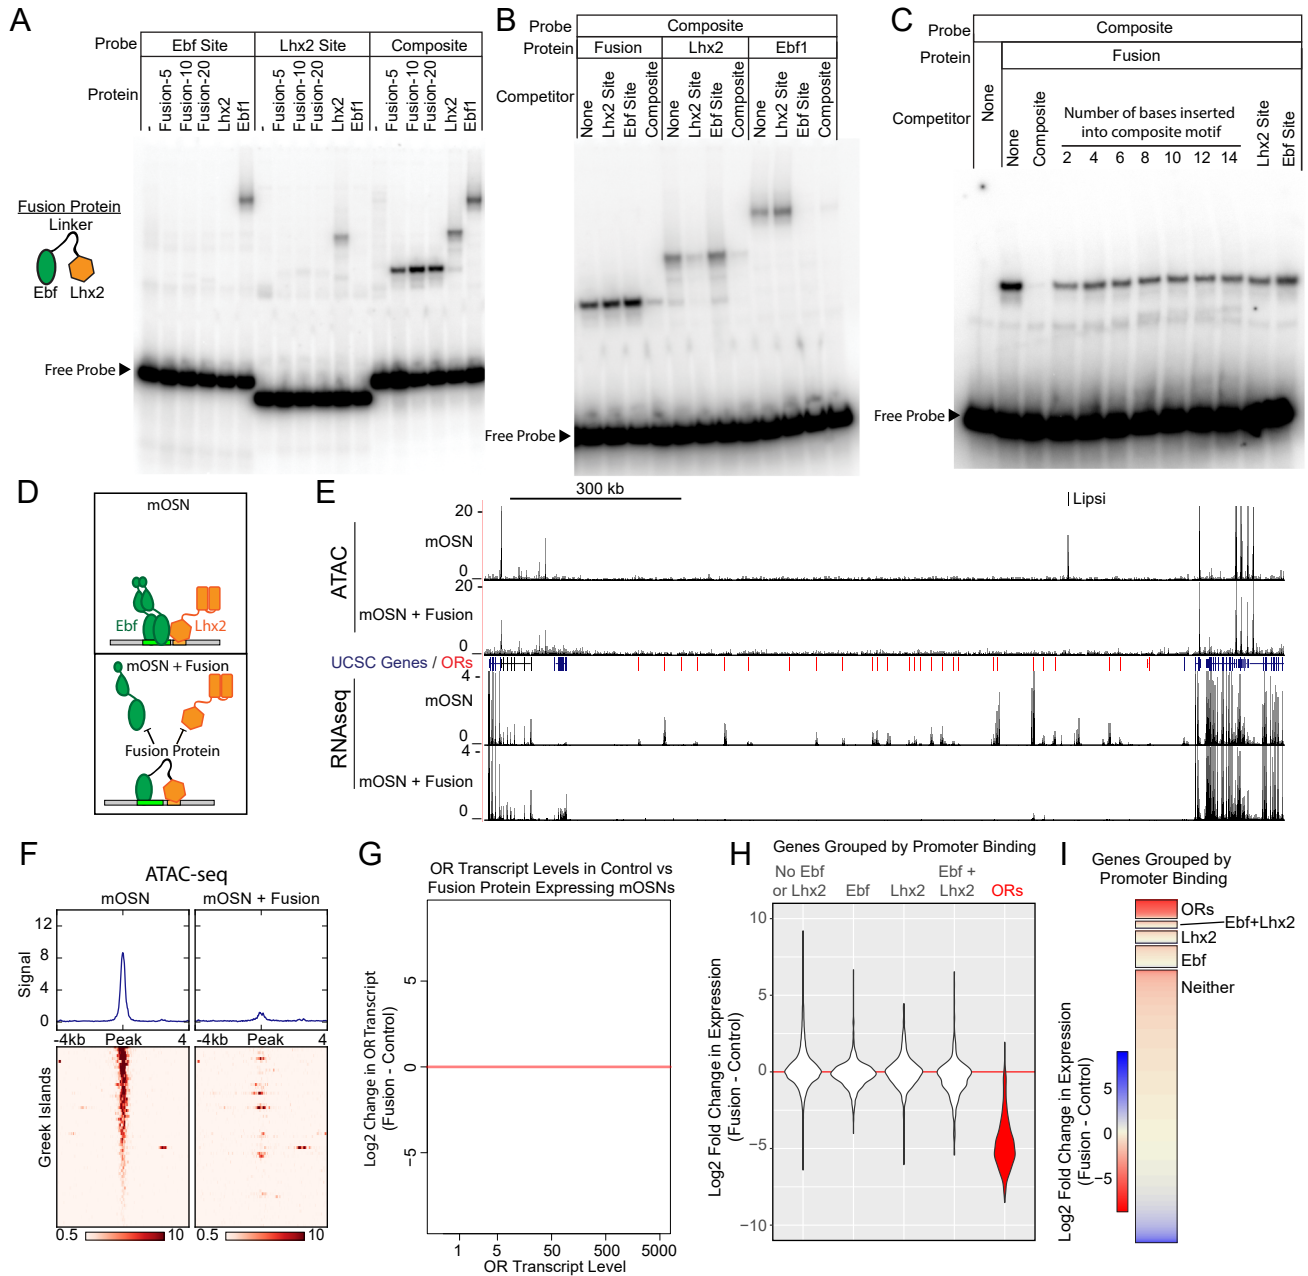 A
Probe
Ebf Site
Lhx2 Site
Composite
Protein
-
Fusion-5
Fusion-10
Fusion-20
Lhx2
Ebf1
-
Fusion-5
Fusion-10
Fusion-20
Lhx2
Ebf1
-
Fusion-5
Fusion-10
Fusion-20
Lhx2
Ebf1
Fusion Protein
Linker
Ebf
Lhx2
Free Probe
B
Probe
Composite
Protein
Fusion
Lhx2
Ebf1
Competitor
None
Lhx2 Site
Ebf Site
Composite
None
Lhx2 Site
Ebf Site
Composite
None
Lhx2 Site
Ebf Site
Composite
Free Probe
C
Probe
Composite
Protein
Fusion
Competitor
None
None
Composite
Number of bases inserted
into composite motif
2 4 6 8 10 12 14
Lhx2 Site
Ebf Site
Free Probe
D
mOSN
Ebf
Lhx2
mOSN + Fusion
Fusion Protein
E
300 kb
Lipsi
ATAC
20
mOSN
0
20
mOSN + Fusion
0
UCSC Genes / ORs
RNAseq
4
mOSN
0
4
mOSN + Fusion
0
F
ATAC-seq
mOSN
mOSN + Fusion
Signal
12
8
4
0
-4kb Peak 4
-4kb Peak 4
Greek Islands
0.5 10
0.5 10
G
OR Transcript Levels in Control vs
Fusion Protein Expressing mOSNs
Log2 Change in OR Transcript
(Fusion - Control)
5
0
−5
1 5 50 500 5000
OR Transcript Level
H
Genes Grouped by Promoter Binding
No Ebf
or Lhx2
Ebf
Lhx2
Ebf +
Lhx2
ORs
Log2 Fold Change in Expression
(Fusion - Control)
10
5
0
−5
−10
I
Genes Grouped by
Promoter Binding
ORs
Ebf+Lhx2
Lhx2
Ebf
Neither
Log2 Fold Change in Expression
(Fusion - Control)
5
0
−5